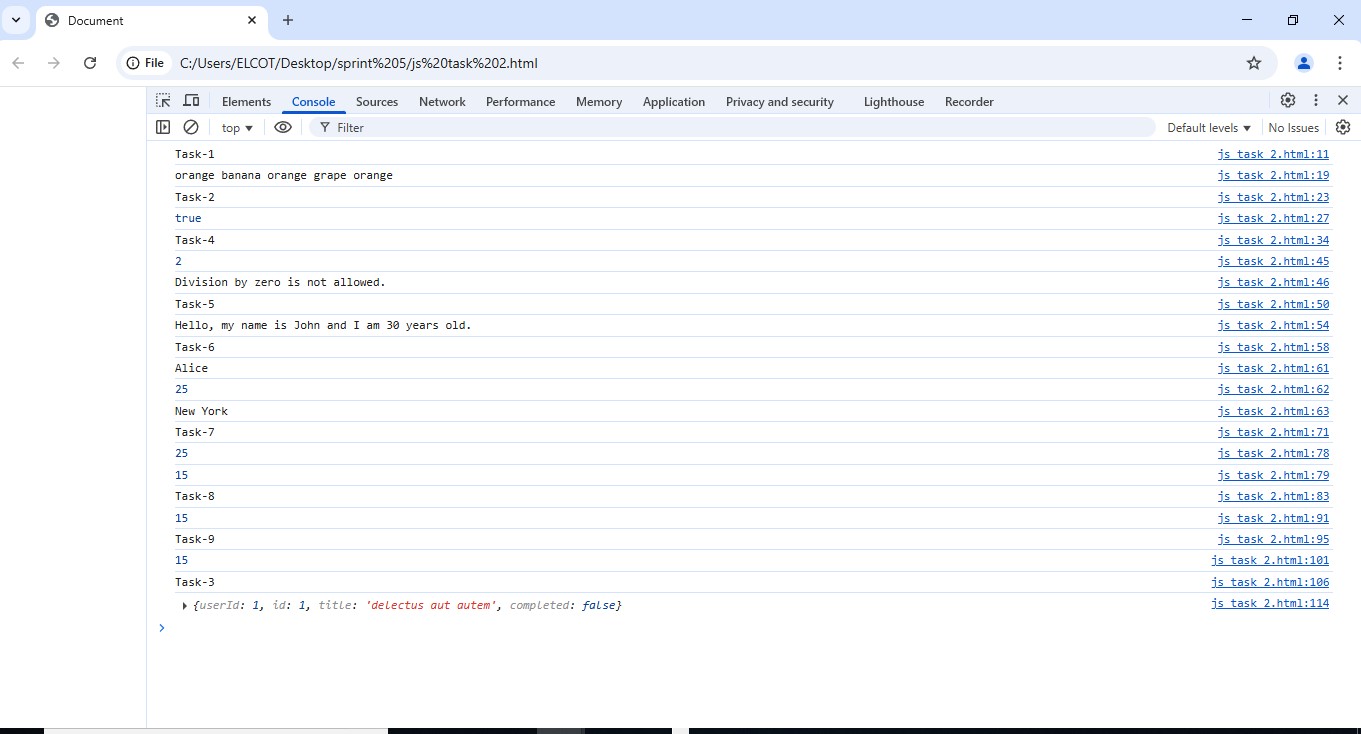 Document
File C:/Users/ELCOT/Desktop/sprint%205/js%20task%202.html
Elements Console Sources Network Performance Memory Application Privacy and security Lighthouse Recorder
top Filter Default levels No Issues
Task-1 js task 2.html:11
orange banana orange grape orange js task 2.html:19
Task-2 js task 2.html:23
true js task 2.html:27
Task-4 js task 2.html:34
2 js task 2.html:45
Division by zero is not allowed. js task 2.html:46
Task-5 js task 2.html:50
Hello, my name is John and I am 30 years old. js task 2.html:54
Task-6 js task 2.html:58
Alice js task 2.html:61
25 js task 2.html:62
New York js task 2.html:63
Task-7 js task 2.html:71
25 js task 2.html:78
15 js task 2.html:79
Task-8 js task 2.html:83
15 js task 2.html:91
Task-9 js task 2.html:95
15 js task 2.html:101
Task-3 js task 2.html:106
{userId: 1, id: 1, title: 'delectus aut autem', completed: false} js task 2.html:114